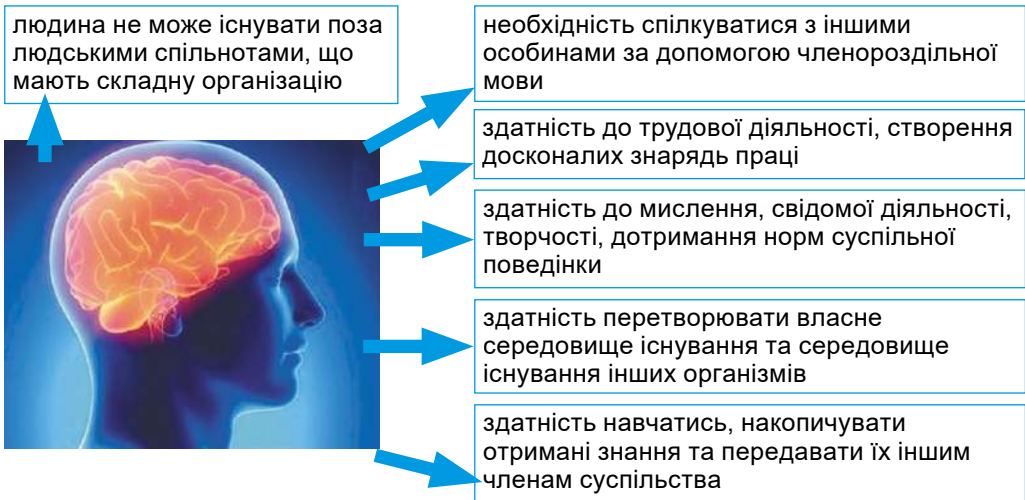 людина не може існувати поза
людськими спільнотами, що
мають складну організацію
необхідність спілкуватися з іншими
особинами за допомогою членороздільної
мови
здатність до трудової діяльності, створення
досконалих знарядь праці
здатність до мислення, свідомої діяльності,
творчості, дотримання норм суспільної
поведінки
здатність перетворювати власне
середовище існування та середовище
існування інших організмів
здатність навчатись, накопичувати
отримані знання та передавати їх іншим
членам суспільства